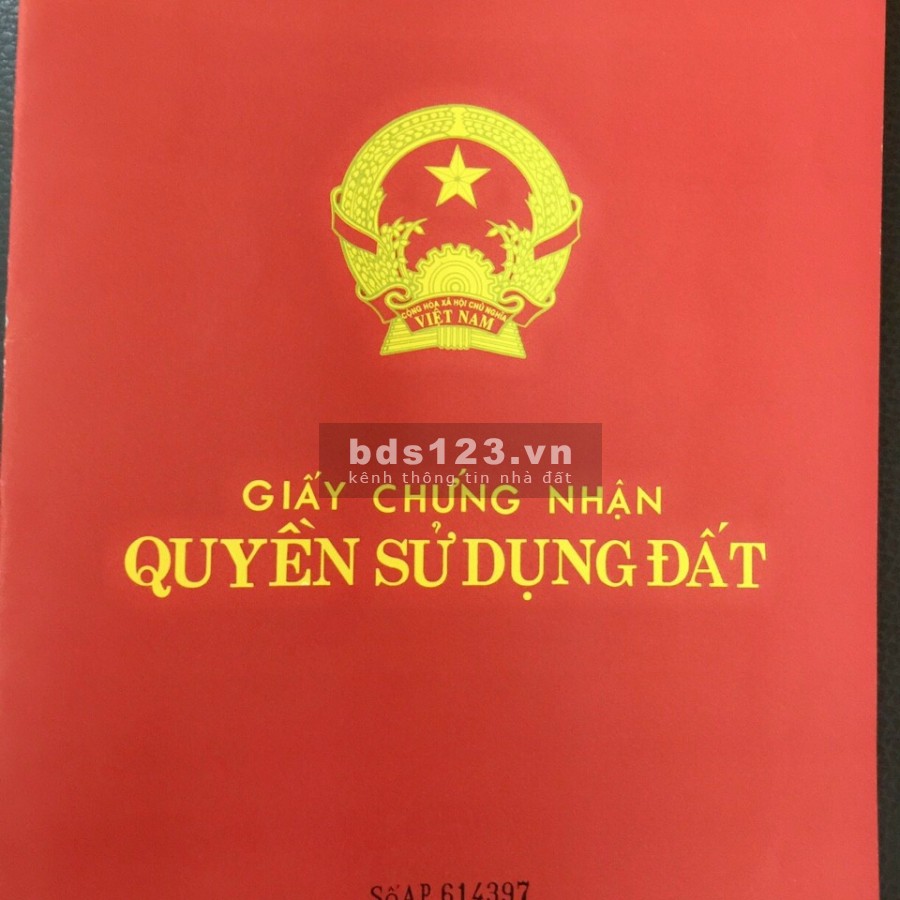 CỘNG HÒA XÃ HỘI CHỦ NGHĨA
VIỆT NAM
bds123.vn
kênh thông tin nhà đất
GIẤY CHỨNG NHẬN
QUYỀN SỬ DỤNG ĐẤT
Số AP 614397